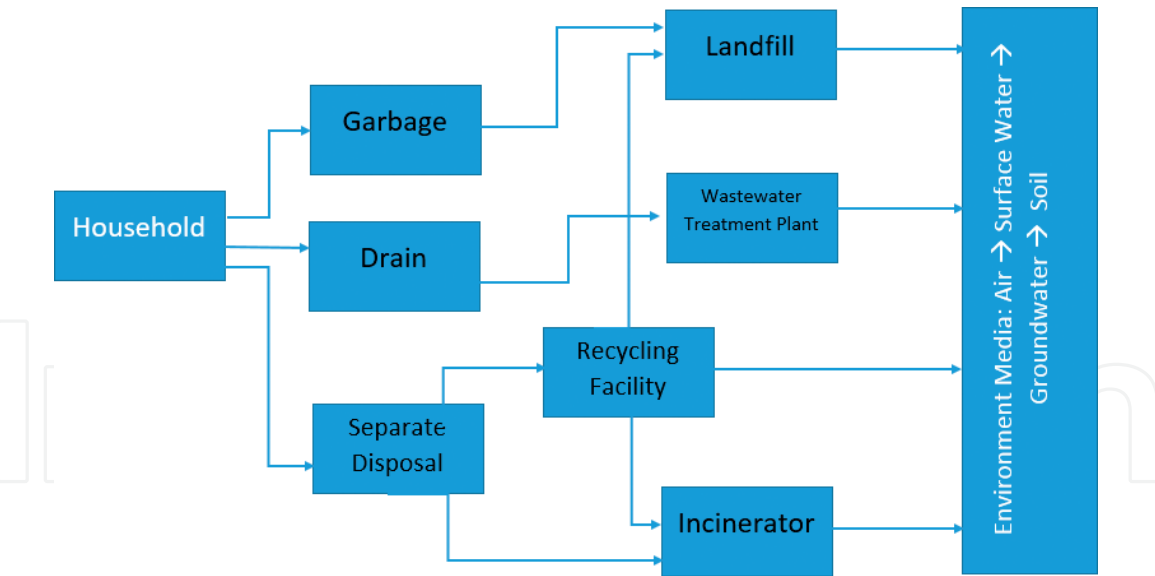 Household
Garbage
Drain
Separate
Disposal
Recycling
Facility
Landfill
Wastewater
Treatment Plant
Incinerator
Environment Media: Air → Surface Water →
Groundwater → Soil